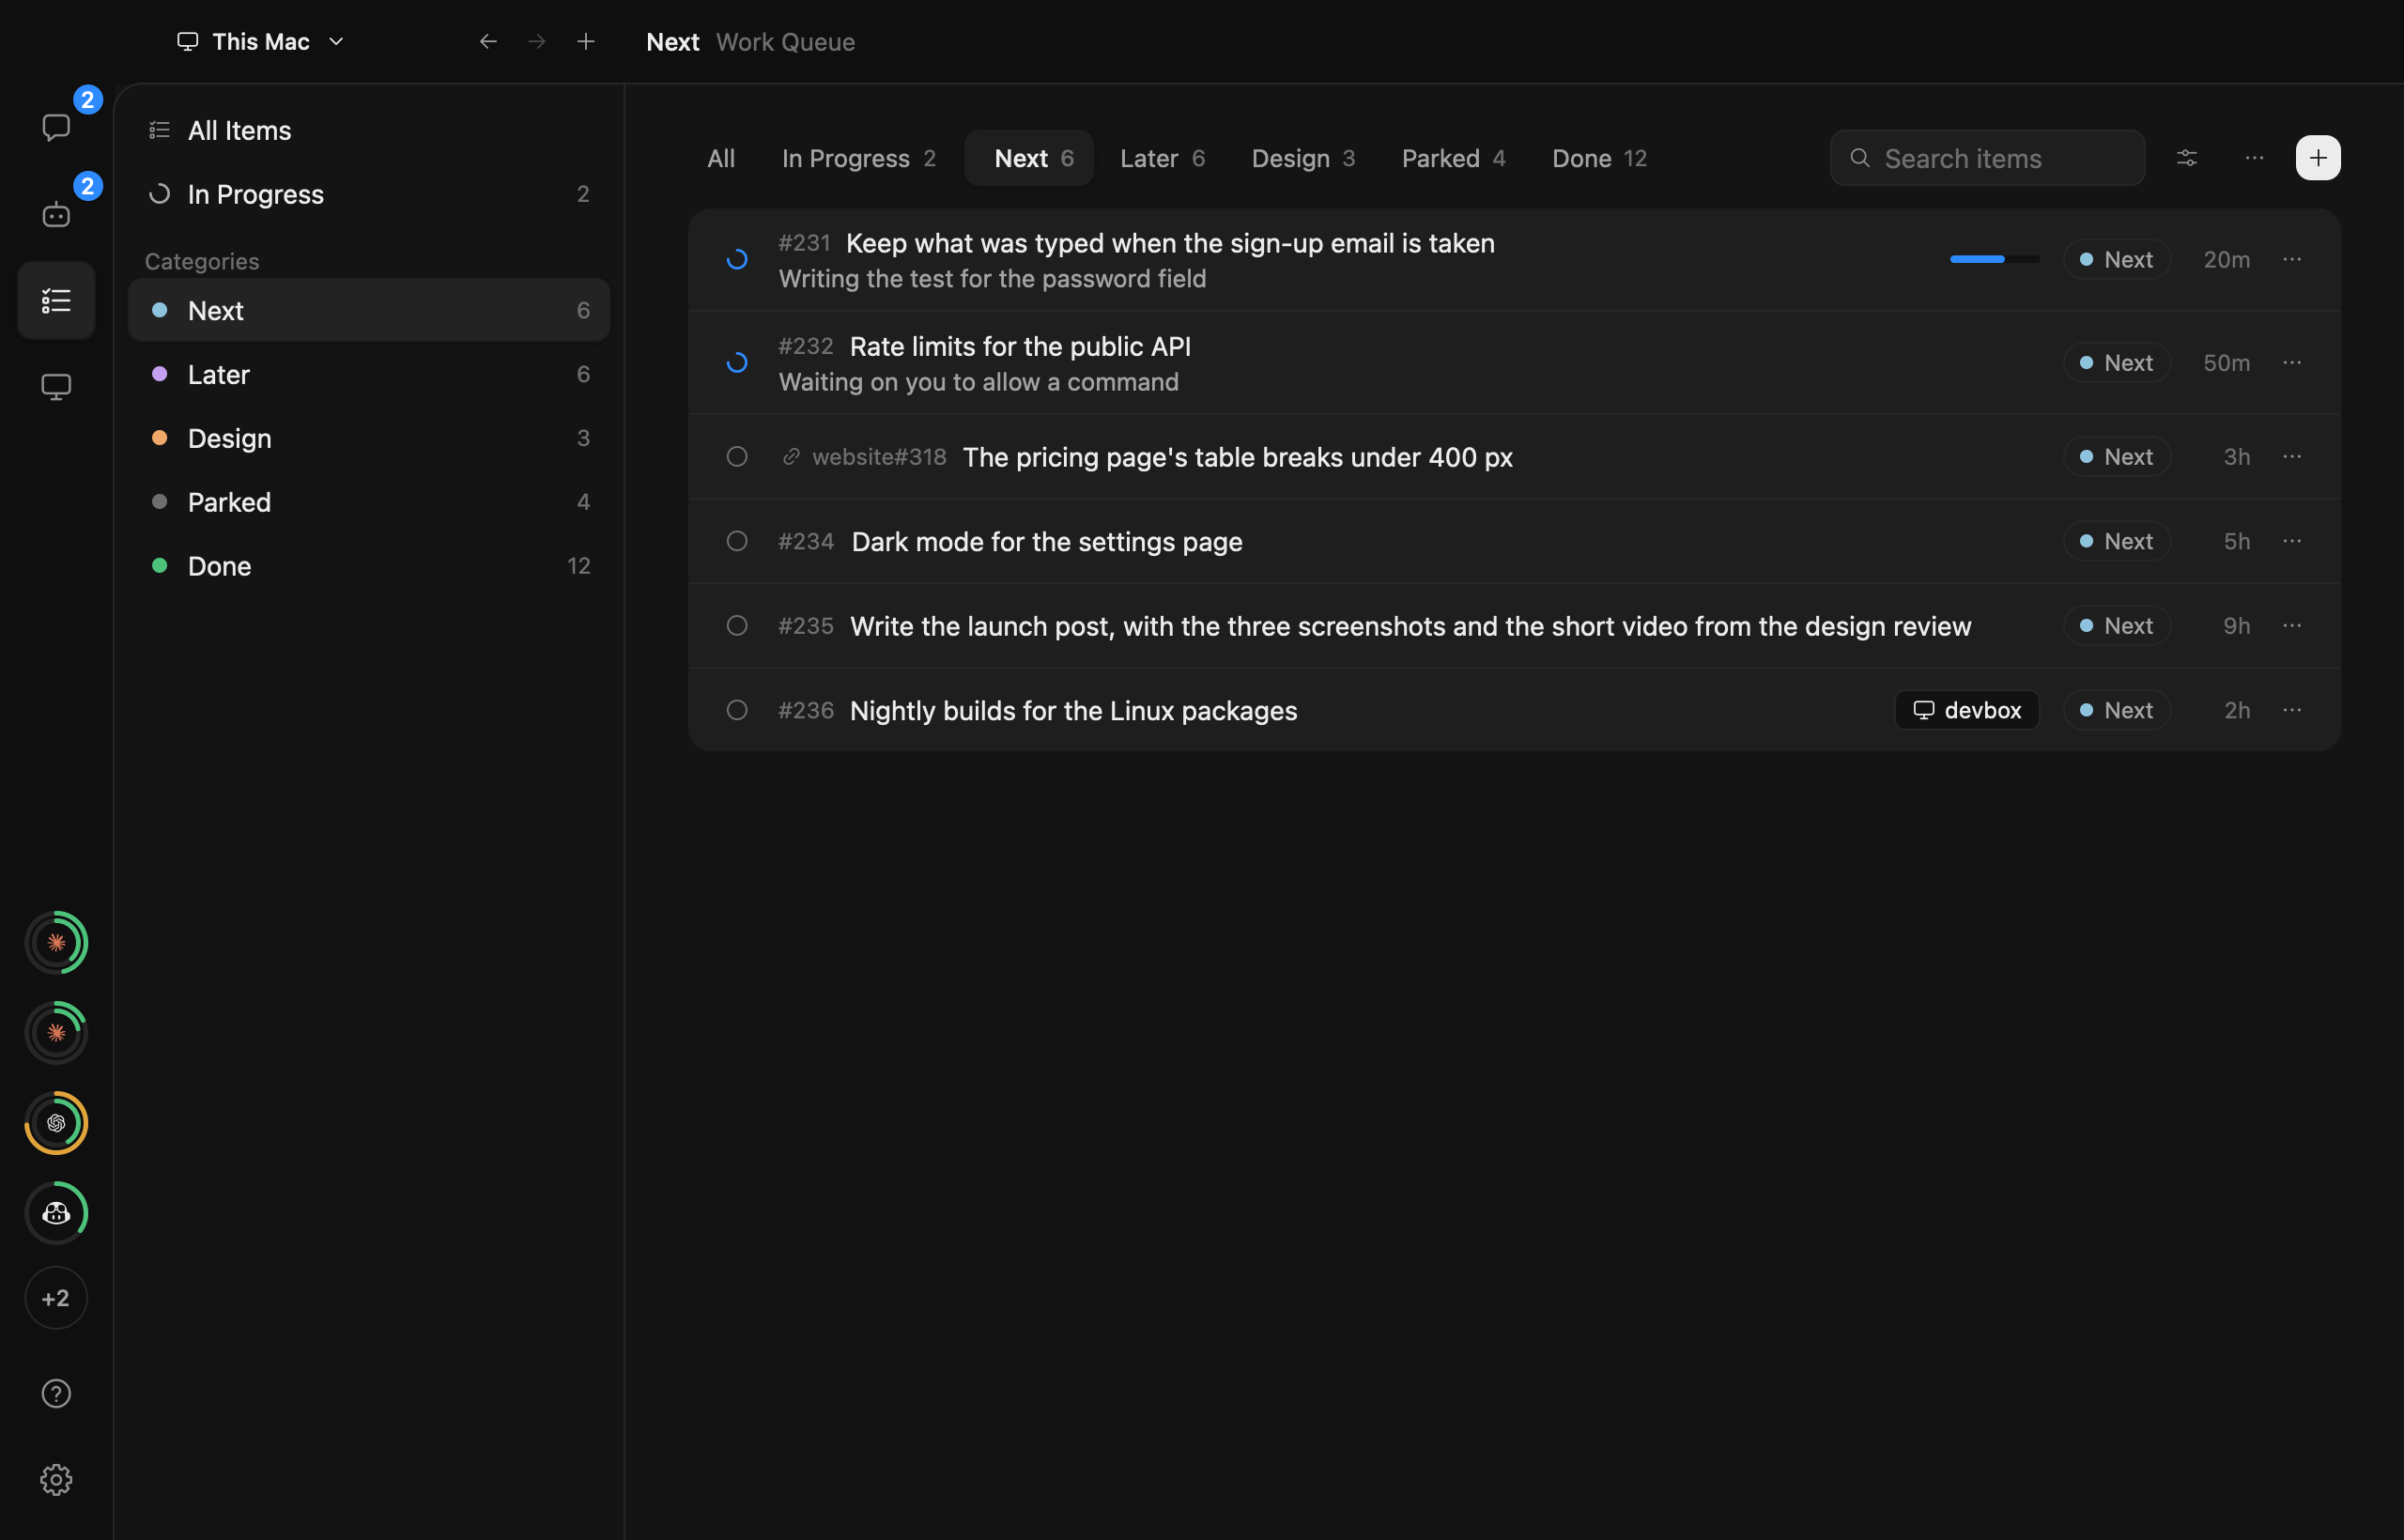 This Mac
Next Work Queue
2
2
All Items
In Progress 2
Categories
Next 6
Later 6
Design 3
Parked 4
Done 12
+2
All In Progress 2 Next 6 Later 6 Design 3 Parked 4 Done 12 Search items
#231 Keep what was typed when the sign-up email is taken Next 20m
Writing the test for the password field
#232 Rate limits for the public API Next 50m
Waiting on you to allow a command
website#318 The pricing page's table breaks under 400 px Next 3h
#234 Dark mode for the settings page Next 5h
#235 Write the launch post, with the three screenshots and the short video from the design review Next 9h
#236 Nightly builds for the Linux packages devbox Next 2h